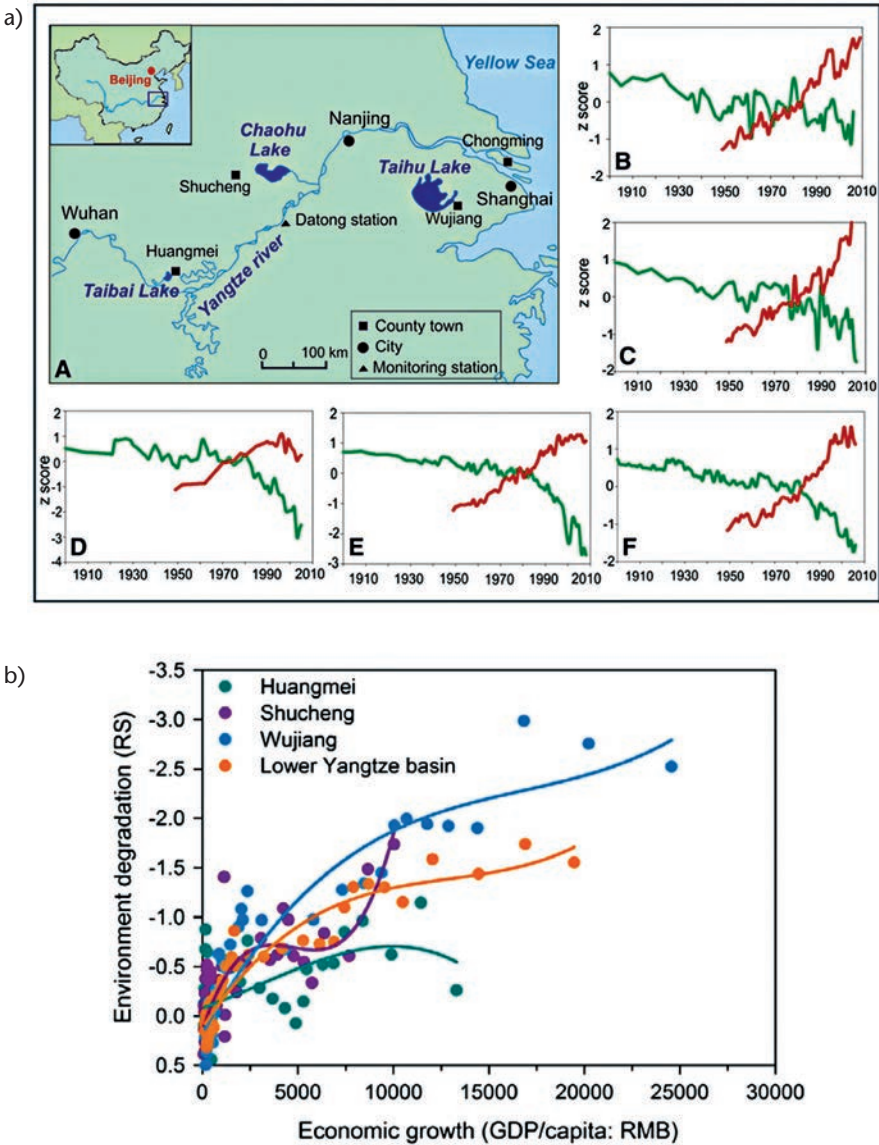 a)
Beijing
Yellow Sea
Nanjing
Chaohu
Lake
Chongming
Taihu Lake
Shucheng
Shanghai
Wuhan
Datong station
Wujiang
Huangmei
Yangtze river
Taibai Lake
County town
City
Monitoring station
0 100 km
A
z score
2
1
0
-1
-2
B
1910 1930 1950 1970 1990 2010
z score
2
1
0
-1
-2
C
1910 1930 1950 1970 1990 2010
z score
2
1
0
-1
-2
-3
-4
D
1910 1930 1950 1970 1990 2010
2
1
0
-1
-2
-3
E
1910 1930 1950 1970 1990 2010
2
1
0
-1
-2
F
1910 1930 1950 1970 1990 2010
b)
Environment degradation (RS)
-3.5
-3.0
-2.5
-2.0
-1.5
-1.0
-0.5
0.0
0.5
Huangmei
Shucheng
Wujiang
Lower Yangtze basin
0 5000 10000 15000 20000 25000 30000
Economic growth (GDP/capita: RMB)